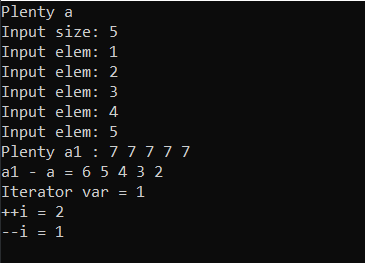 Plenty a
Input size: 5
Input elem: 1
Input elem: 2
Input elem: 3
Input elem: 4
Input elem: 5
Plenty a1 : 7 7 7 7 7
a1 - a = 6 5 4 3 2
Iterator var = 1
++i = 2
--i = 1